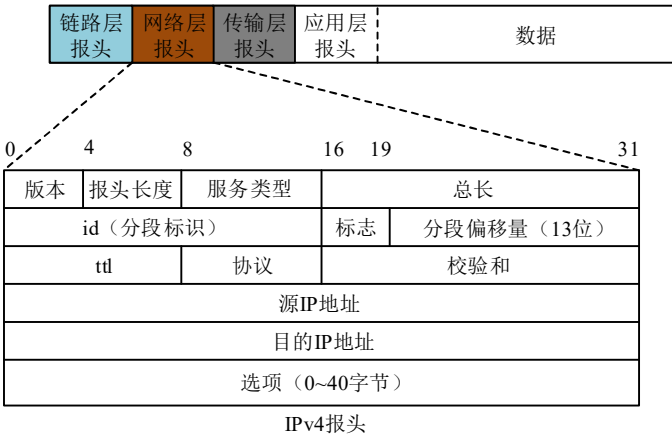 链路层 网络层 传输层 应用层 数据
报头 报头 报头 报头
0 4 8 16 19 31
版本 报头长度 服务类型 总长
id（分段标识） 标志 分段偏移量（13位）
ttl 协议 校验和
源IP地址
目的IP地址
选项（0~40字节）
IPv4报头